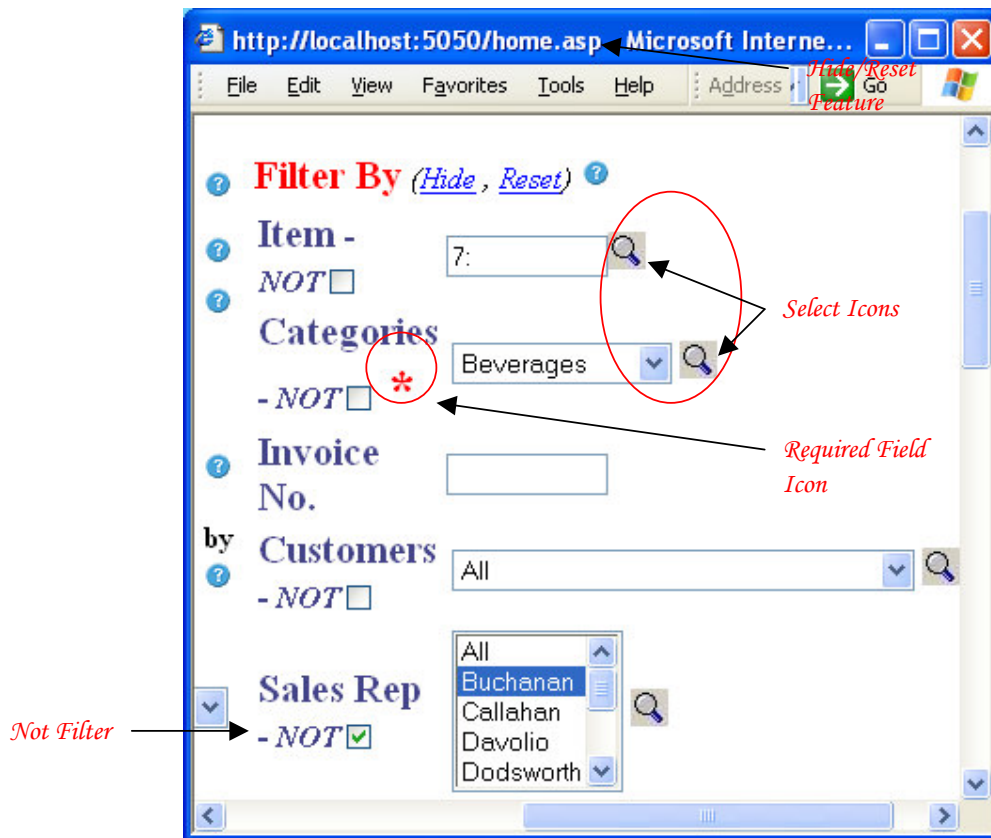 http://localhost:5050/home.asp - Microsoft Interne...
File Edit View Favorites Tools Help Address Go
Hide/Reset
Feature
Filter By (Hide , Reset)
Item -
NOT
7:
Select Icons
Categories
- NOT *
Beverages
Required Field
Icon
Invoice
No.
by
Customers
- NOT
All
Sales Rep
- NOT
All
Buchanan
Callahan
Davolio
Dodsworth
Not Filter